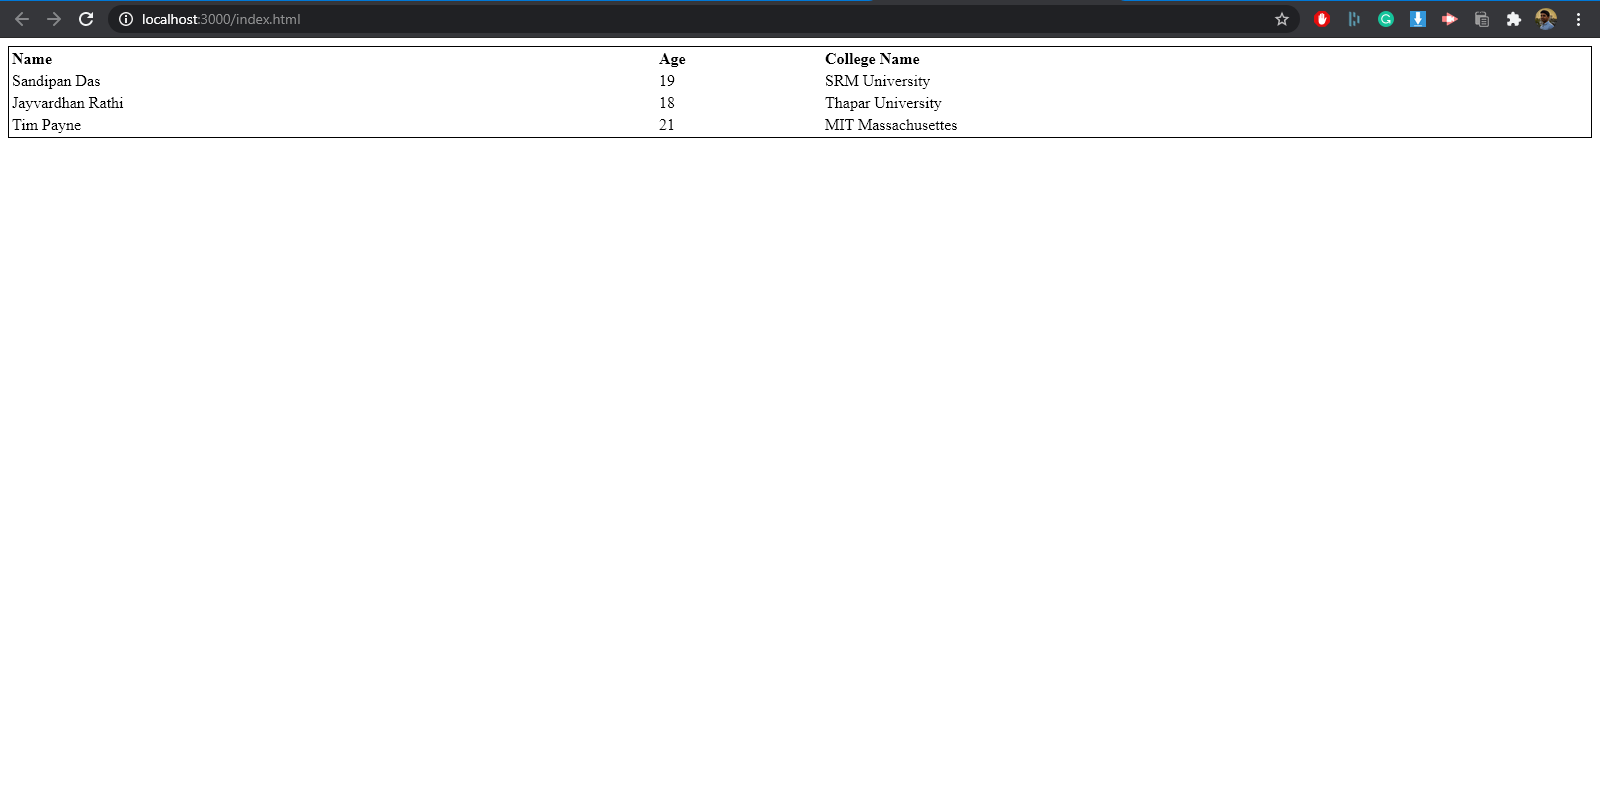 localhost:3000/index.html
Name Age College Name
Sandipan Das 19 SRM University
Jayvardhan Rathi 18 Thapar University
Tim Payne 21 MIT Massachusettes